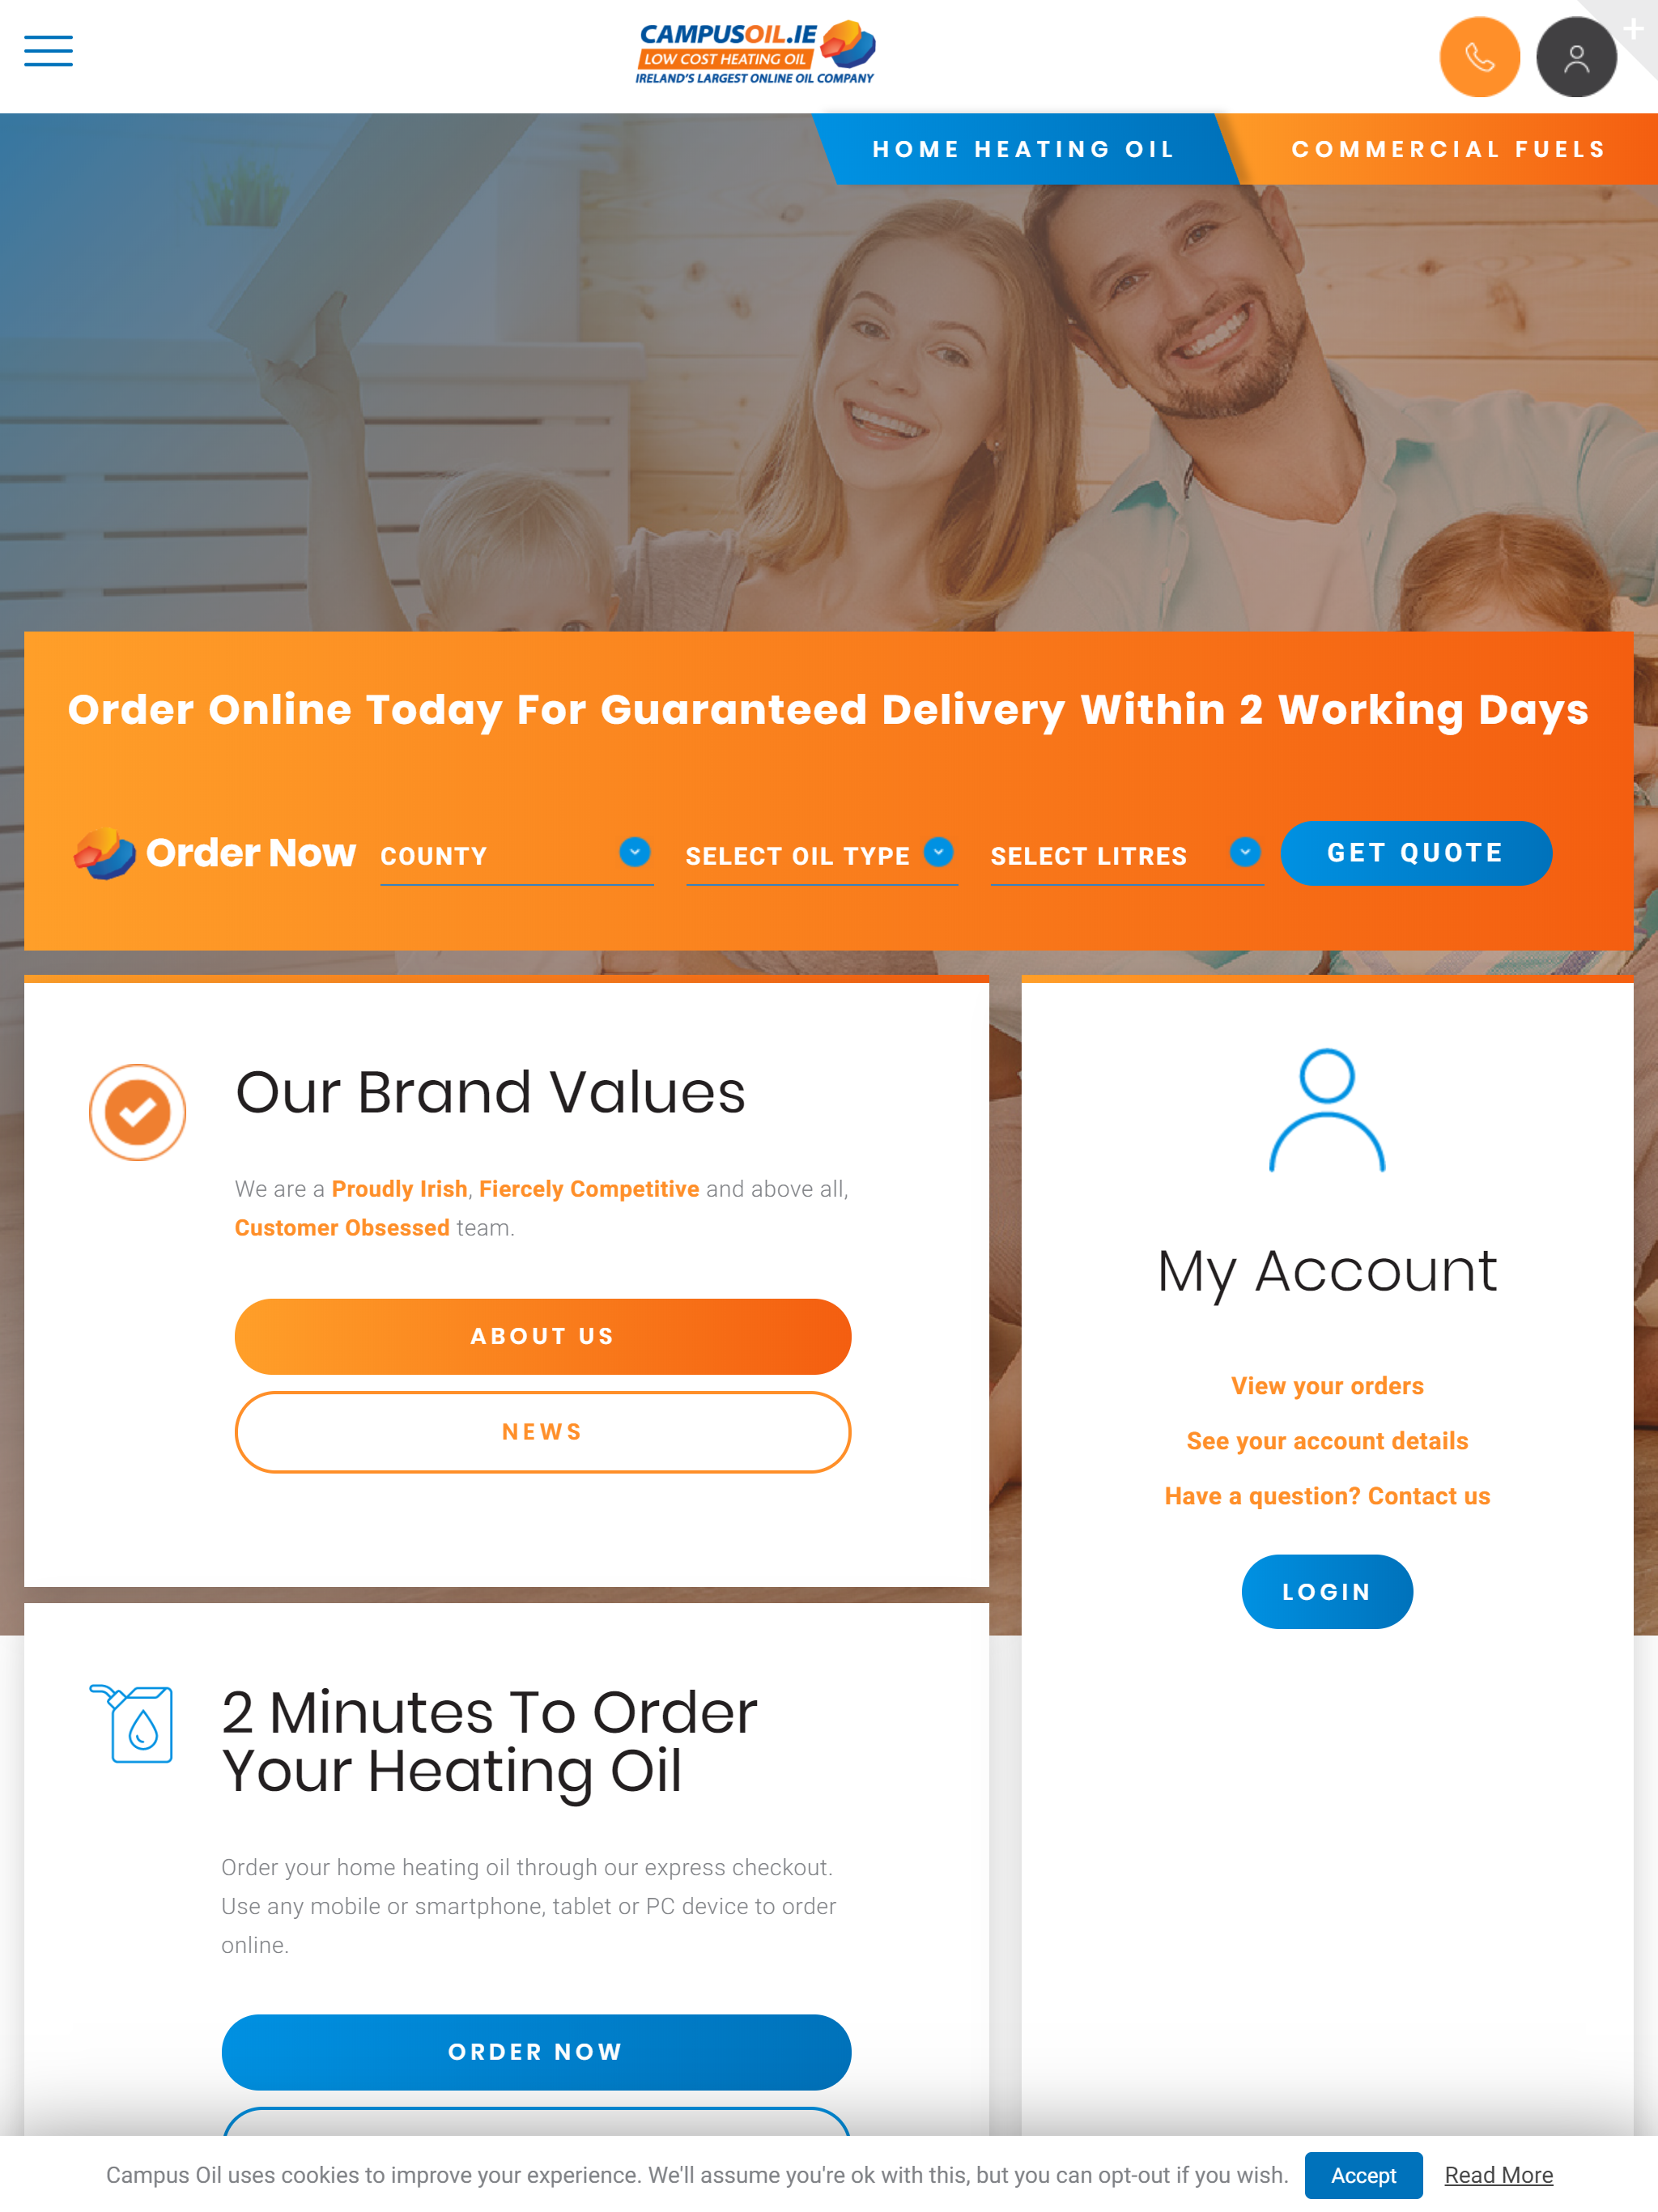 CAMPUSOIL.IE
LOW COST HEATING OIL
IRELAND'S LARGEST ONLINE OIL COMPANY
HOME HEATING OIL
COMMERCIAL FUELS
Order Online Today For Guaranteed Delivery Within 2 Working Days
Order Now
COUNTY
SELECT OIL TYPE
SELECT LITRES
GET QUOTE
Our Brand Values
We are a Proudly Irish, Fiercely Competitive and above all,
Customer Obsessed team.
ABOUT US
NEWS
My Account
View your orders
See your account details
Have a question? Contact us
LOGIN
2 Minutes To Order
Your Heating Oil
Order your home heating oil through our express checkout.
Use any mobile or smartphone, tablet or PC device to order
online.
ORDER NOW
Campus Oil uses cookies to improve your experience. We'll assume you're ok with this, but you can opt-out if you wish.
Accept
Read More